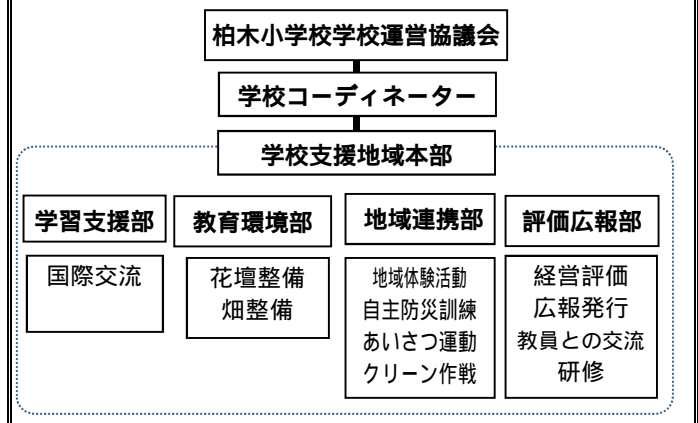 柏木小学校学校運営協議会
学校コーディネーター
学校支援地域本部
学習支援部
国際交流
教育環境部
花壇整備
畑整備
地域連携部
地域体験活動
自主防災訓練
あいさつ運動
クリーン作戦
評価広報部
経営評価
広報発行
教員との交流
研修